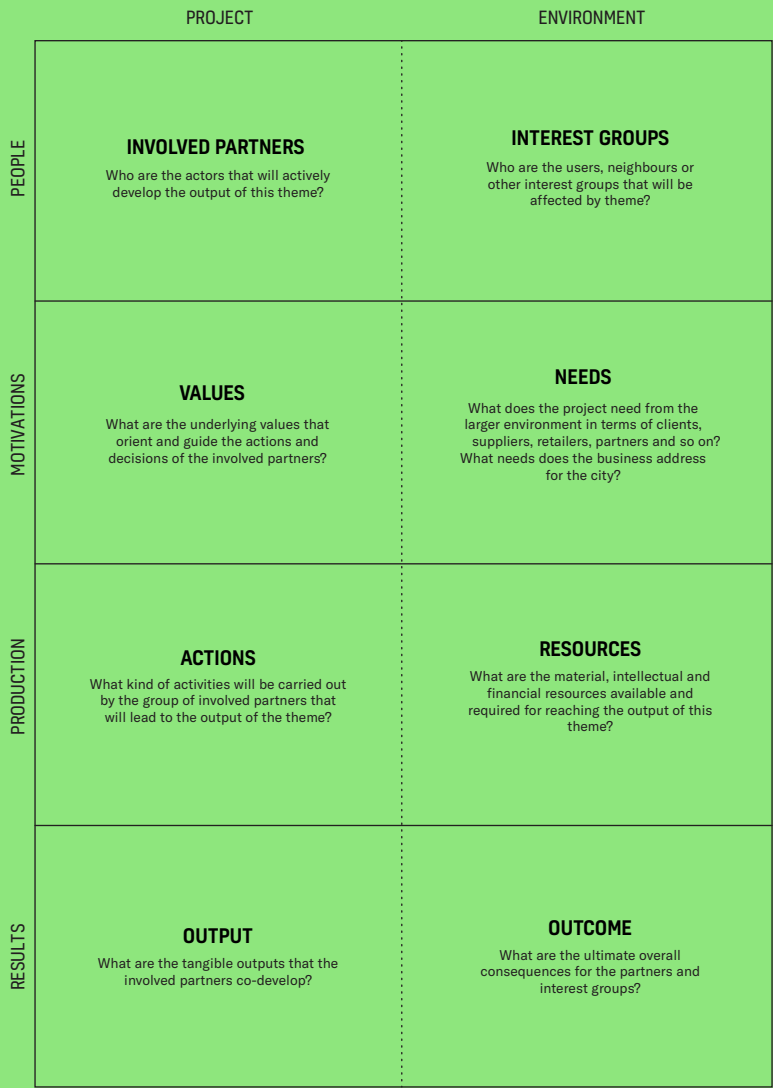 PROJECT
ENVIRONMENT
PEOPLE
INVOLVED PARTNERS
Who are the actors that will actively
develop the output of this theme?
INTEREST GROUPS
Who are the users, neighbours or
other interest groups that will be
affected by theme?
MOTIVATIONS
VALUES
What are the underlying values that
orient and guide the actions and
decisions of the involved partners?
NEEDS
What does the project need from the
larger environment in terms of clients,
suppliers, retailers, partners and so on?
What needs does the business address
for the city?
PRODUCTION
ACTIONS
What kind of activities will be carried out
by the group of involved partners that
will lead to the output of the theme?
RESOURCES
What are the material, intellectual and
financial resources available and
required for reaching the output of this
theme?
RESULTS
OUTPUT
What are the tangible outputs that the
involved partners co-develop?
OUTCOME
What are the ultimate overall
consequences for the partners and
interest groups?